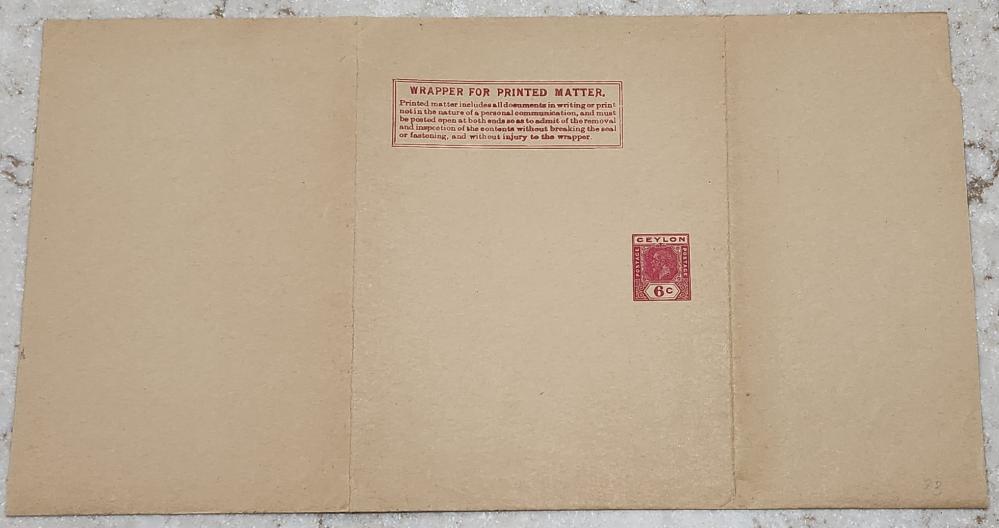 WRAPPER FOR PRINTED MATTER.
Printed matter includes all documents in writing or print
not in the nature of a personal communication, and must
be posted open at both ends so as to admit of the removal
and inspection of the contents without breaking the seal
or fastening, and without injury to the wrapper.
CEYLON
POSTAGE
POSTAGE
6c